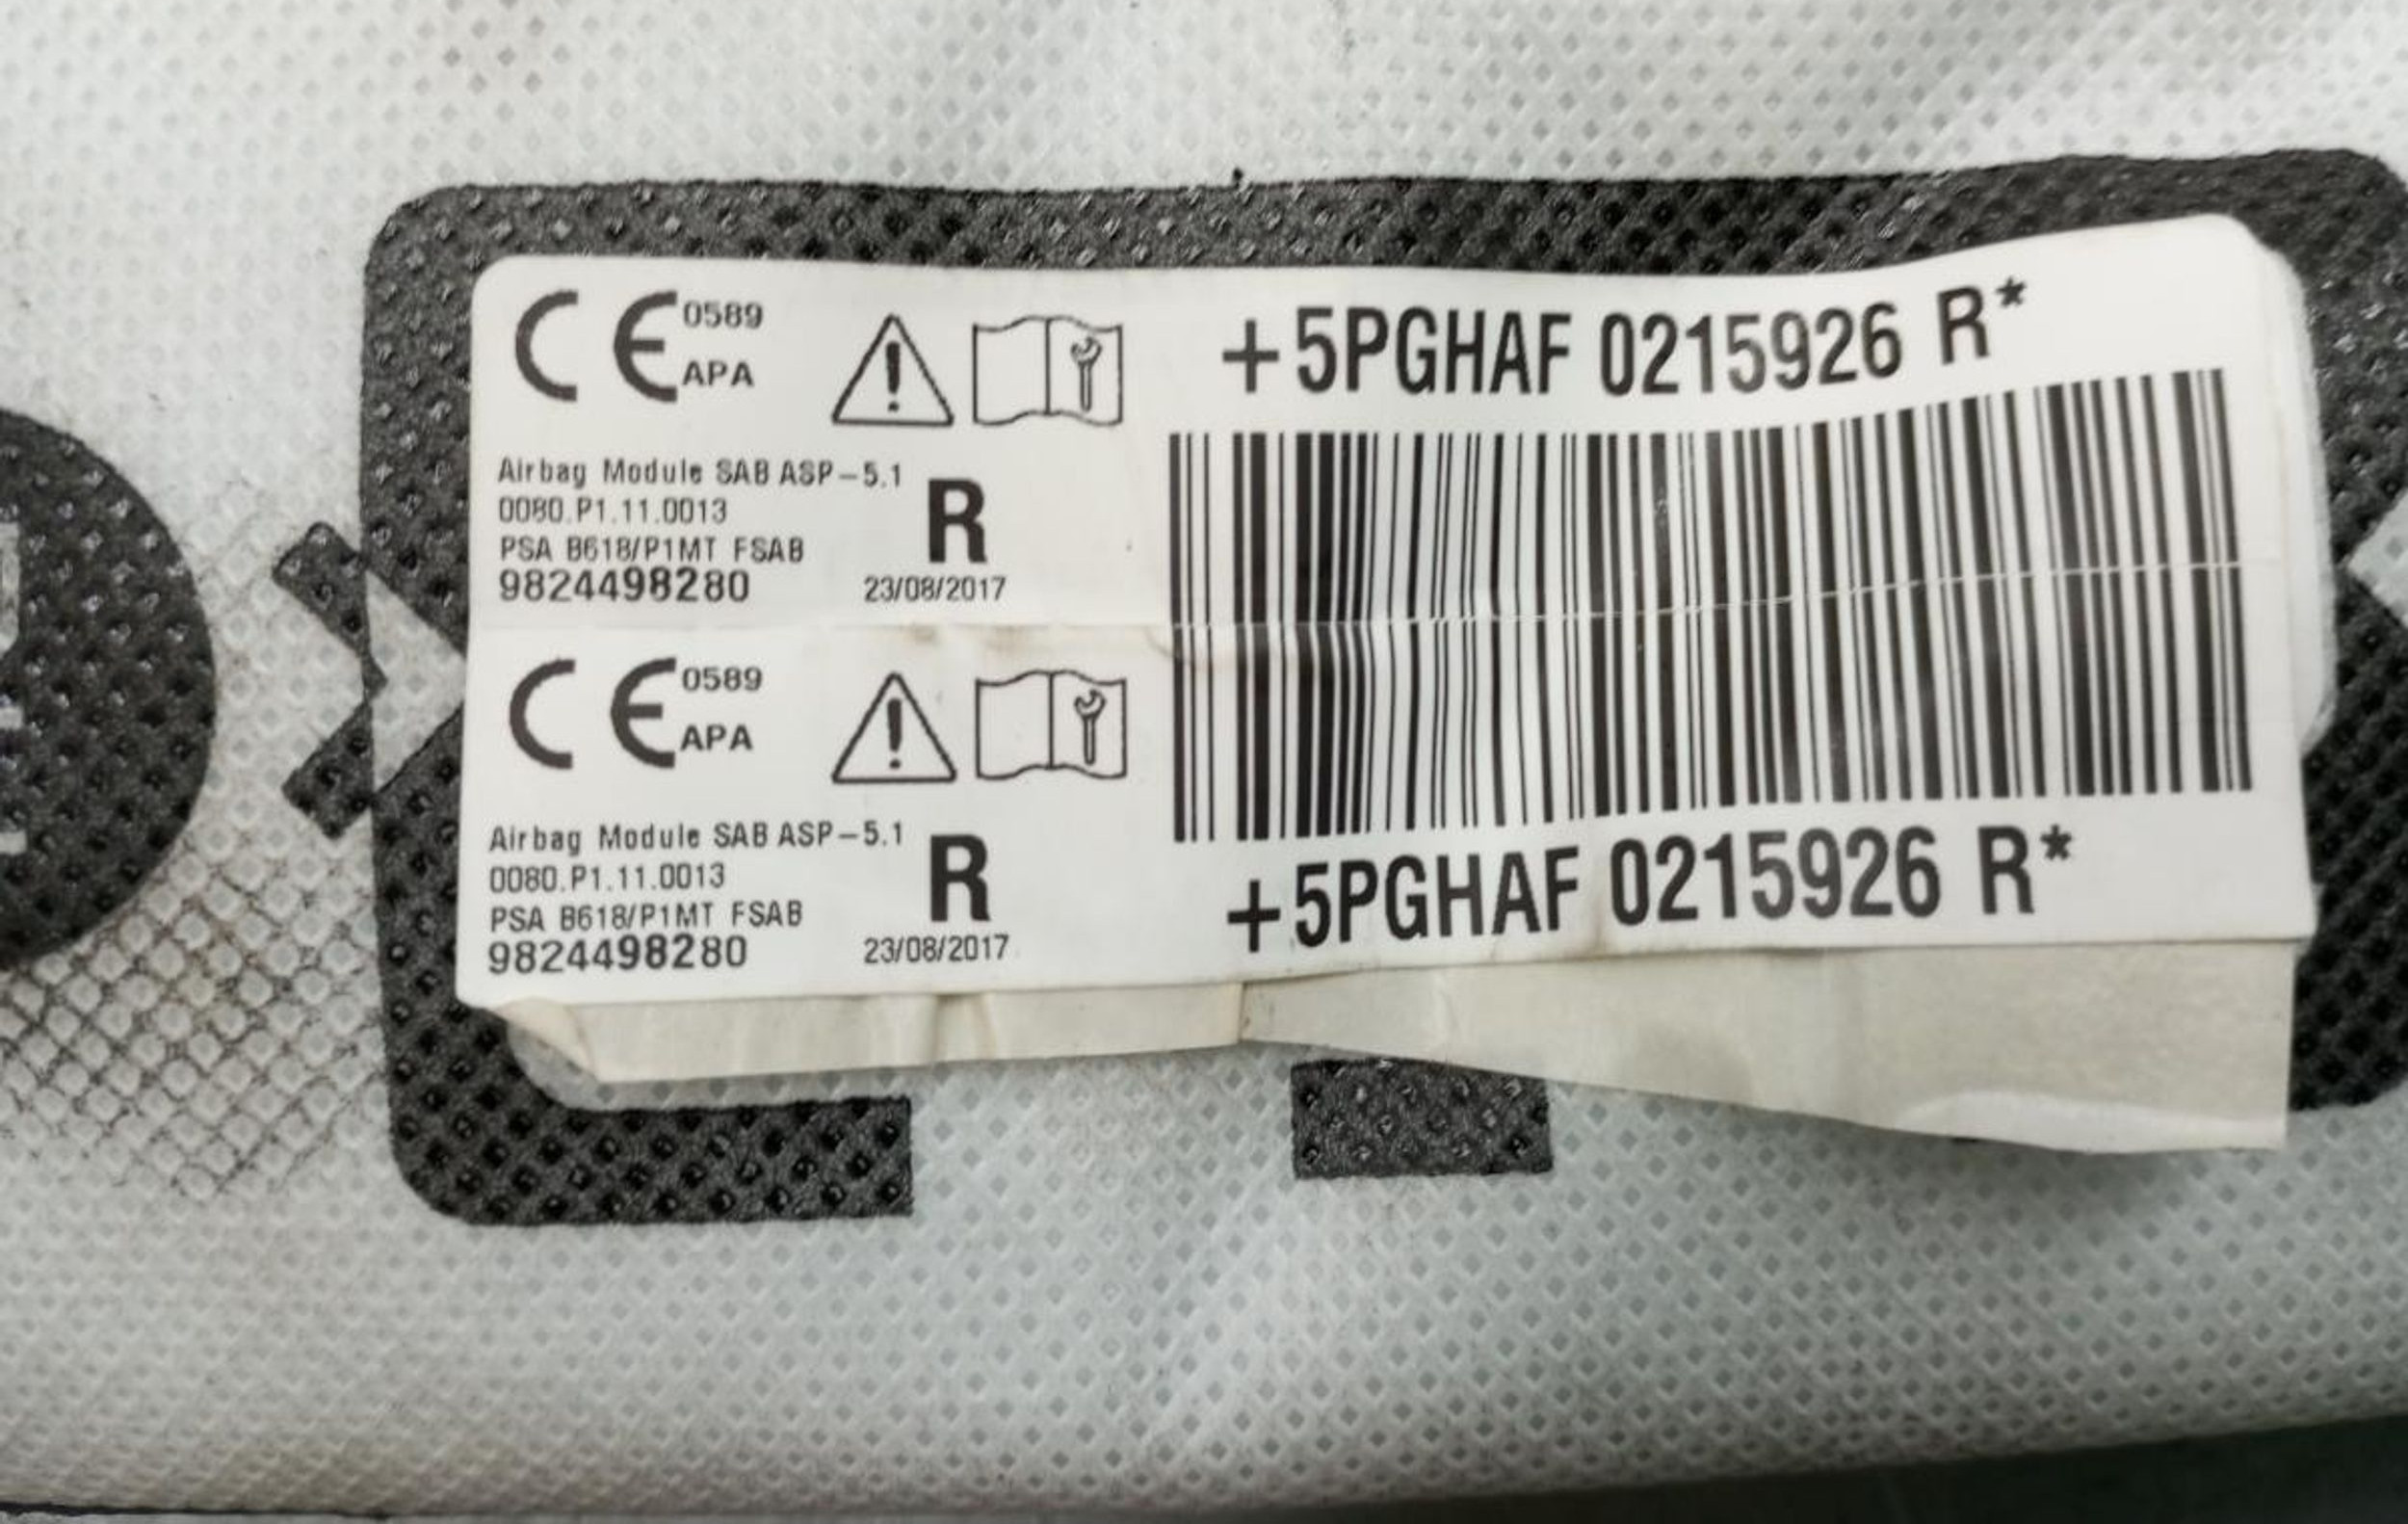 CE 0589
APA
+5PGHAF 0215926 R*
Airbag Module SAB ASP-5.1
0080.P1.11.0013
R
PSA B618/P1MT FSAB
9824498280
23/08/2017
CE 0589
APA
Airbag Module SAB ASP-5.1
0080.P1.11.0013
R
PSA B618/P1MT FSAB
9824498280
23/08/2017
+5PGHAF 0215926 R*